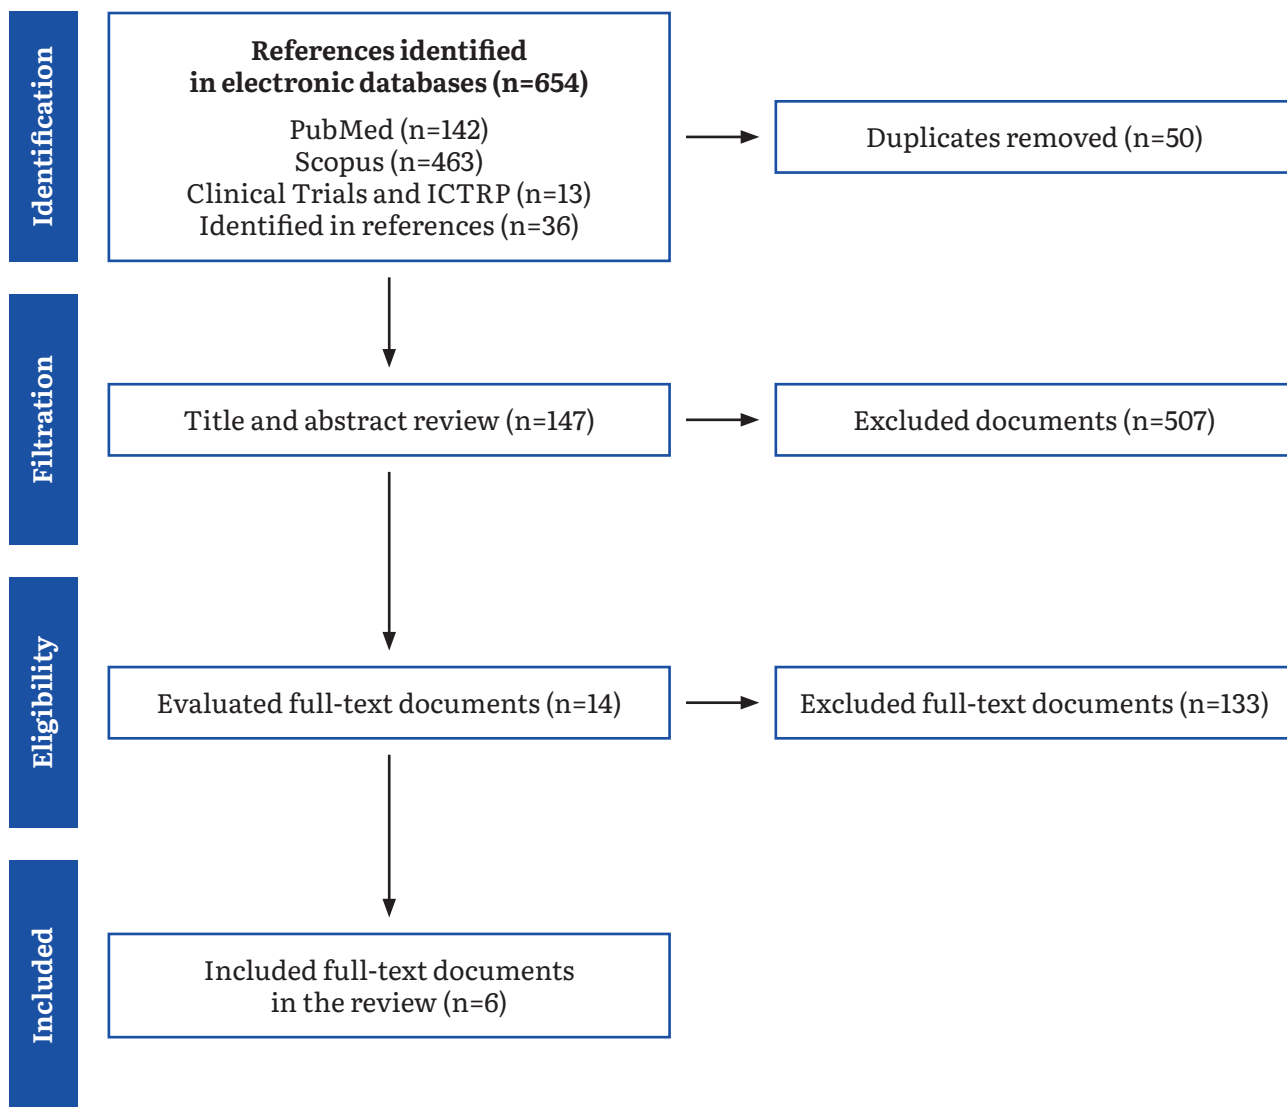 Identification
References identified
in electronic databases (n=654)
PubMed (n=142)
Scopus (n=463)
Clinical Trials and ICTRP (n=13)
Identified in references (n=36)
Duplicates removed (n=50)
Filtration
Title and abstract review (n=147)
Excluded documents (n=507)
Eligibility
Evaluated full-text documents (n=14)
Excluded full-text documents (n=133)
Included
Included full-text documents
in the review (n=6)